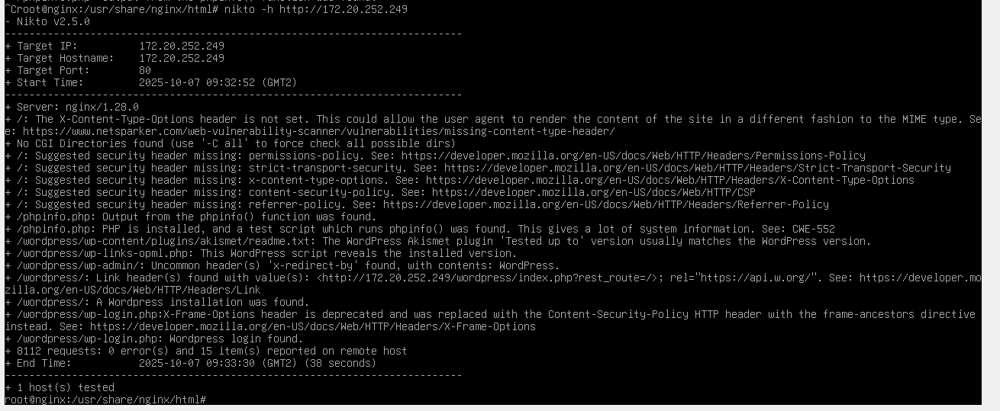 ^Croot@nginx:/usr/share/nginx/html# nikto -h http://172.20.252.249
- Nikto v2.5.0
---------------------------------------------------------------------------
+ Target IP:          172.20.252.249
+ Target Hostname:    172.20.252.249
+ Target Port:        80
+ Start Time:         2025-10-07 09:32:52 (GMT2)
---------------------------------------------------------------------------
+ Server: nginx/1.28.0
+ /: The X-Content-Type-Options header is not set. This could allow the user agent to render the content of the site in a different fashion to the MIME type. Se
e: https://www.netsparker.com/web-vulnerability-scanner/vulnerabilities/missing-content-type-header/
+ No CGI Directories found (use '-C all' to force check all possible dirs)
+ /: Suggested security header missing: permissions-policy. See: https://developer.mozilla.org/en-US/docs/Web/HTTP/Headers/Permissions-Policy
+ /: Suggested security header missing: strict-transport-security. See: https://developer.mozilla.org/en-US/docs/Web/HTTP/Headers/Strict-Transport-Security
+ /: Suggested security header missing: x-content-type-options. See: https://developer.mozilla.org/en-US/docs/Web/HTTP/Headers/X-Content-Type-Options
+ /: Suggested security header missing: content-security-policy. See: https://developer.mozilla.org/en-US/docs/Web/HTTP/CSP
+ /: Suggested security header missing: referrer-policy. See: https://developer.mozilla.org/en-US/docs/Web/HTTP/Headers/Referrer-Policy
+ /phpinfo.php: Output from the phpinfo() function was found.
+ /phpinfo.php: PHP is installed, and a test script which runs phpinfo() was found. This gives a lot of system information. See: CWE-552
+ /wordpress/wp-content/plugins/akismet/readme.txt: The WordPress Akismet plugin 'Tested up to' version usually matches the WordPress version.
+ /wordpress/wp-links-opml.php: This WordPress script reveals the installed version.
+ /wordpress/wp-admin/: Uncommon header(s) 'x-redirect-by' found, with contents: WordPress.
+ /wordpress/: Link header(s) found with value(s): <http://172.20.252.249/wordpress/index.php?rest_route=/>; rel="https://api.w.org/". See: https://developer.mo
zilla.org/en-US/docs/Web/HTTP/Headers/Link
+ /wordpress/: A Wordpress installation was found.
+ /wordpress/wp-login.php:X-Frame-Options header is deprecated and was replaced with the Content-Security-Policy HTTP header with the frame-ancestors directive
instead. See: https://developer.mozilla.org/en-US/docs/Web/HTTP/Headers/X-Frame-Options
+ /wordpress/wp-login.php: Wordpress login found.
+ 8112 requests: 0 error(s) and 15 item(s) reported on remote host
+ End Time:           2025-10-07 09:33:30 (GMT2) (38 seconds)
---------------------------------------------------------------------------
+ 1 host(s) tested
root@nginx:/usr/share/nginx/html#